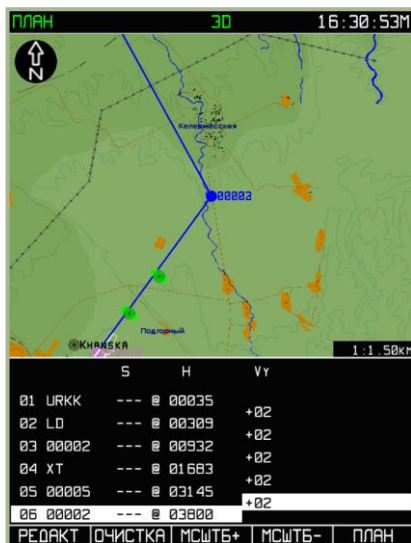 ПЛАН 3D 16:30:53М
N
Келермесская
00002
Подгорный
KHANSKA
1:1.50км
S H Vy
01 URKK --- @ 00035
+02
02 LD --- @ 00309
+02
03 00002 --- @ 00932
+02
04 XT --- @ 01683
+02
05 00005 --- @ 03145
+02
06 00002 --- @ 03800
РЕДАКТ ОЧИСТКА МСШТБ+ МСШТБ- ПЛАН